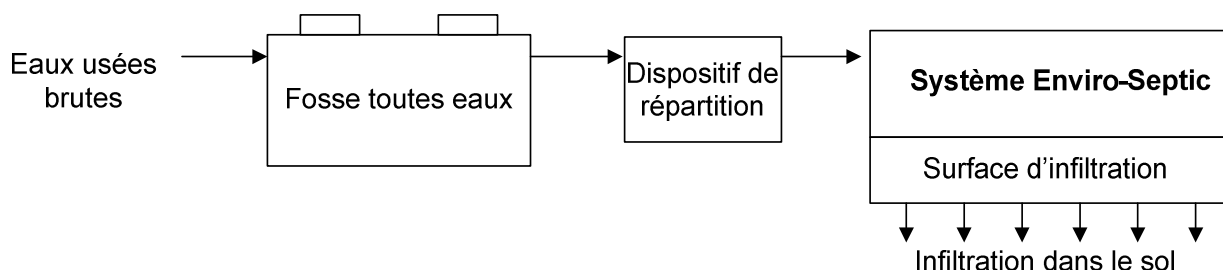 Eaux usées
brutes
Fosse toutes eaux
Dispositif de
répartition
Système Enviro-Septic
Surface d'infiltration
Infiltration dans le sol